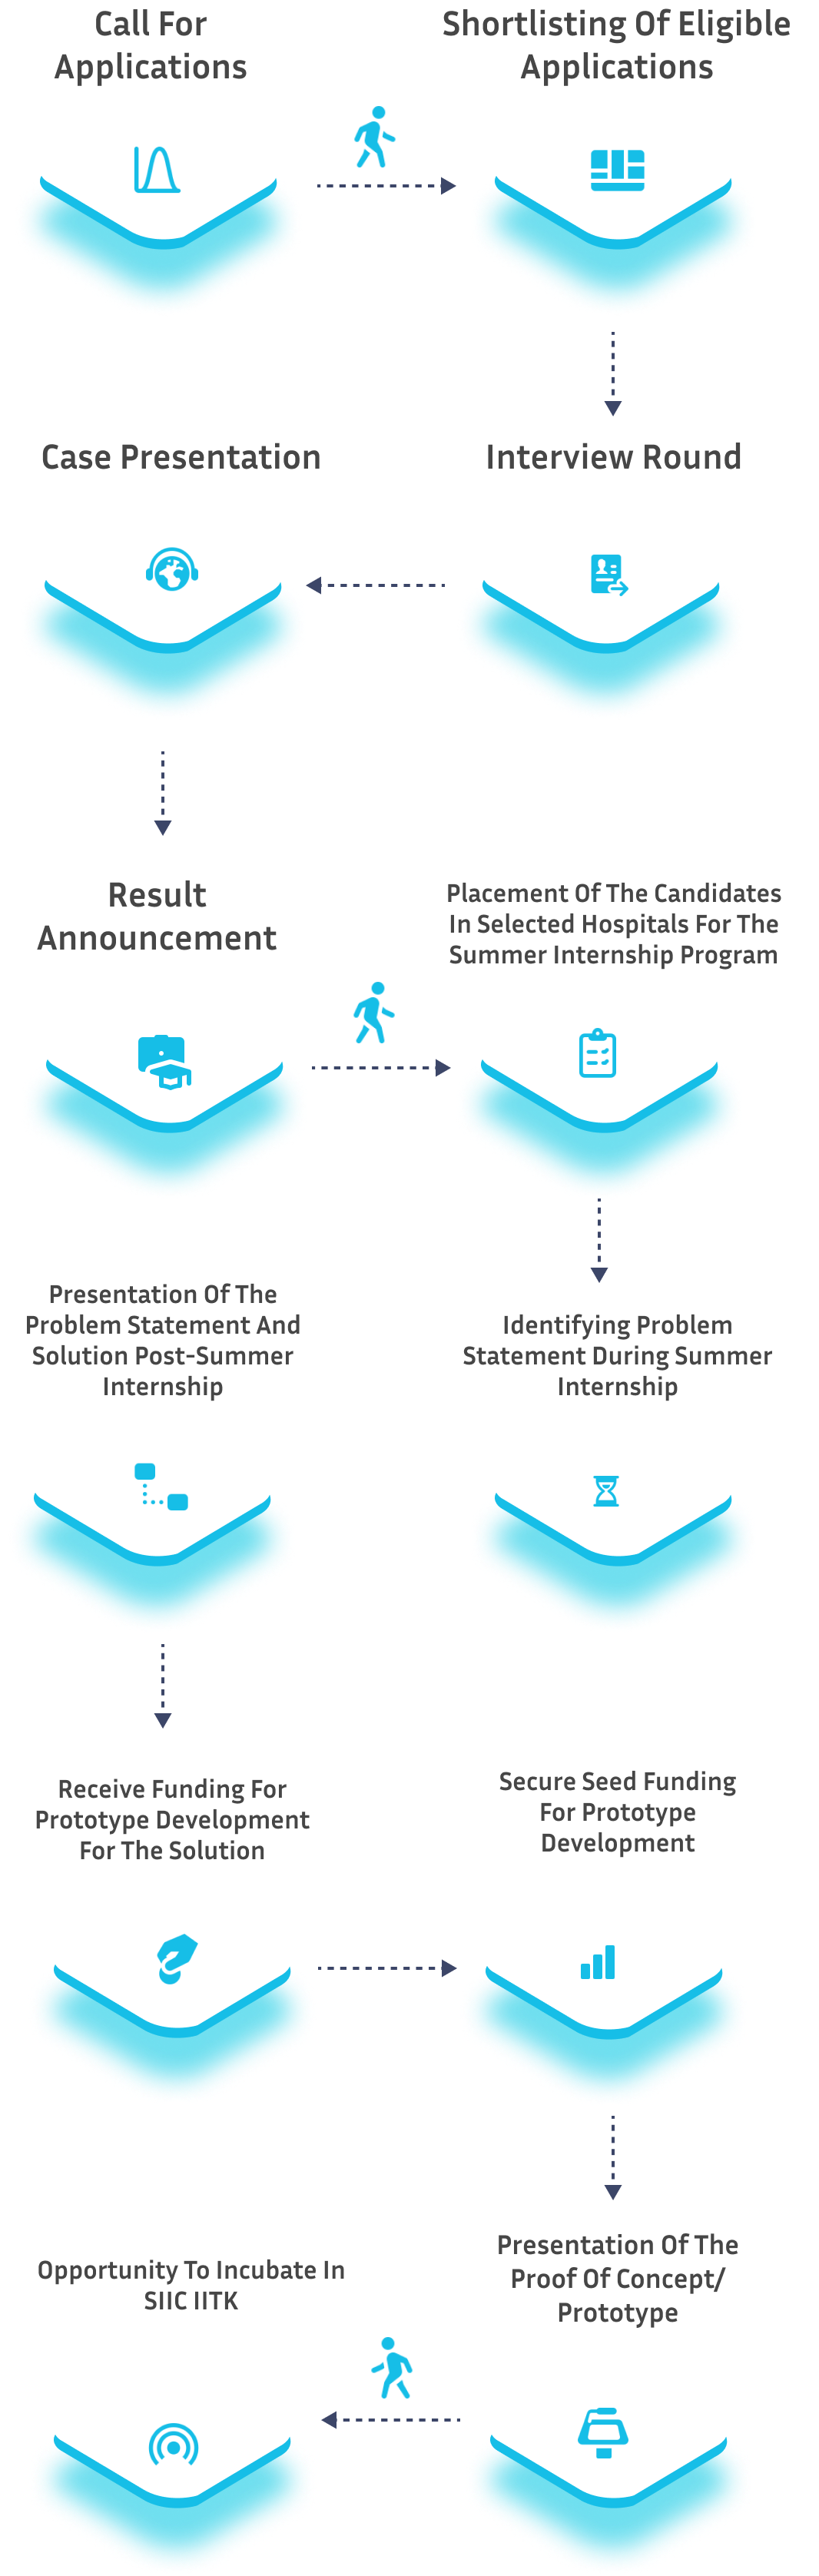 Call For
Applications
Shortlisting Of Eligible
Applications
Case Presentation
Interview Round
Result
Announcement
Placement Of The Candidates
In Selected Hospitals For The
Summer Internship Program
Presentation Of The
Problem Statement And
Solution Post-Summer
Internship
Identifying Problem
Statement During Summer
Internship
Receive Funding For
Prototype Development
For The Solution
Secure Seed Funding
For Prototype
Development
Opportunity To Incubate In
SIIC IITK
Presentation Of The
Proof Of Concept/
Prototype